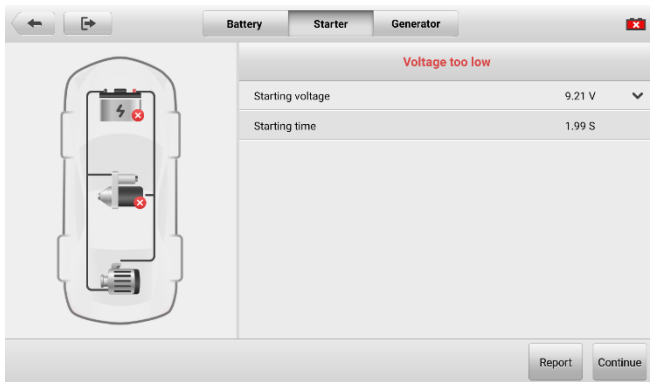 Battery Starter Generator
Voltage too low
Starting voltage 9.21 V
Starting time 1.99 S
Report Continue